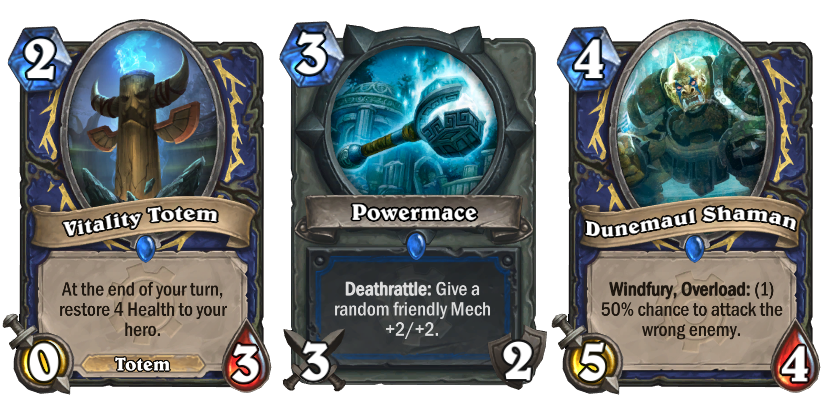 2
Vitality Totem
At the end of your turn,
restore 4 Health to your
hero.
0
Totem
3
3
Powermace
Deathrattle: Give a
random friendly Mech
+2/+2.
3
2
4
Dunemaul Shaman
Windfury, Overload: (1)
50% chance to attack the
wrong enemy.
5
4